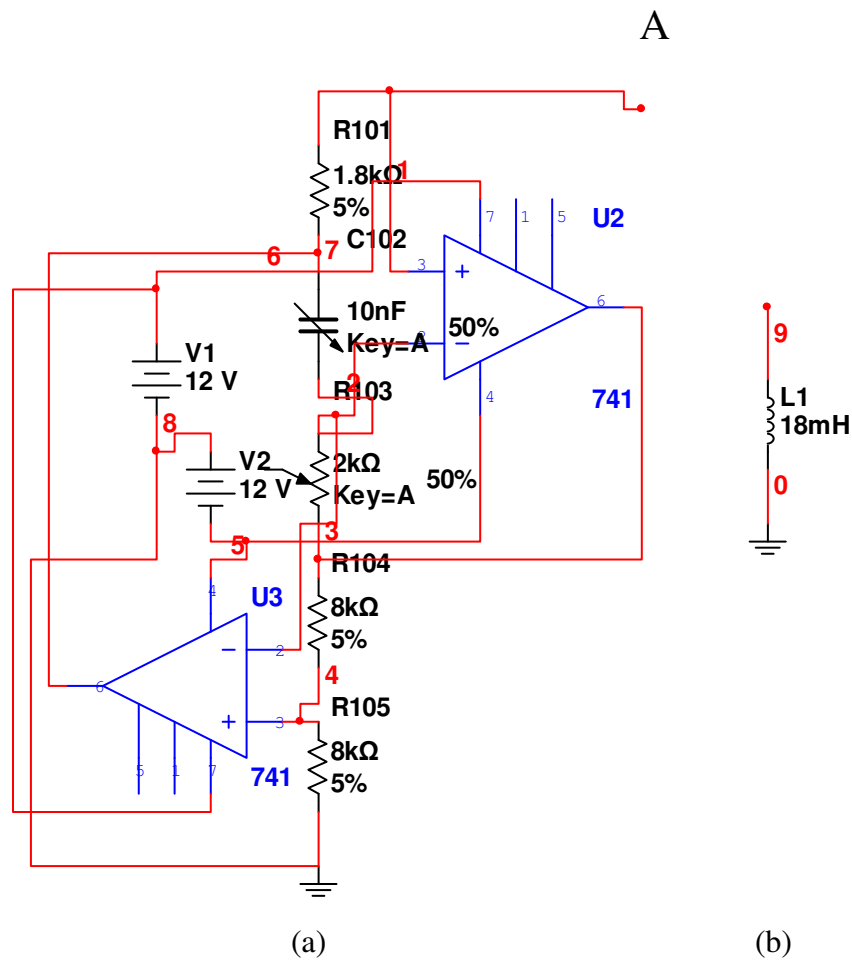 A
R101
1.8kΩ
5%
1
7
1
5
U2
6
7
C102
3
+
6
10nF
Key=A
2
50%
−
V1
12 V
2
R103
4
741
9
L1
18mH
8
V2
12 V
2kΩ
Key=A
50%
0
3
5
R104
4
U3
8kΩ
5%
−
2
4
6
R105
+
3
5
1
7
741
8kΩ
5%
(a)
(b)